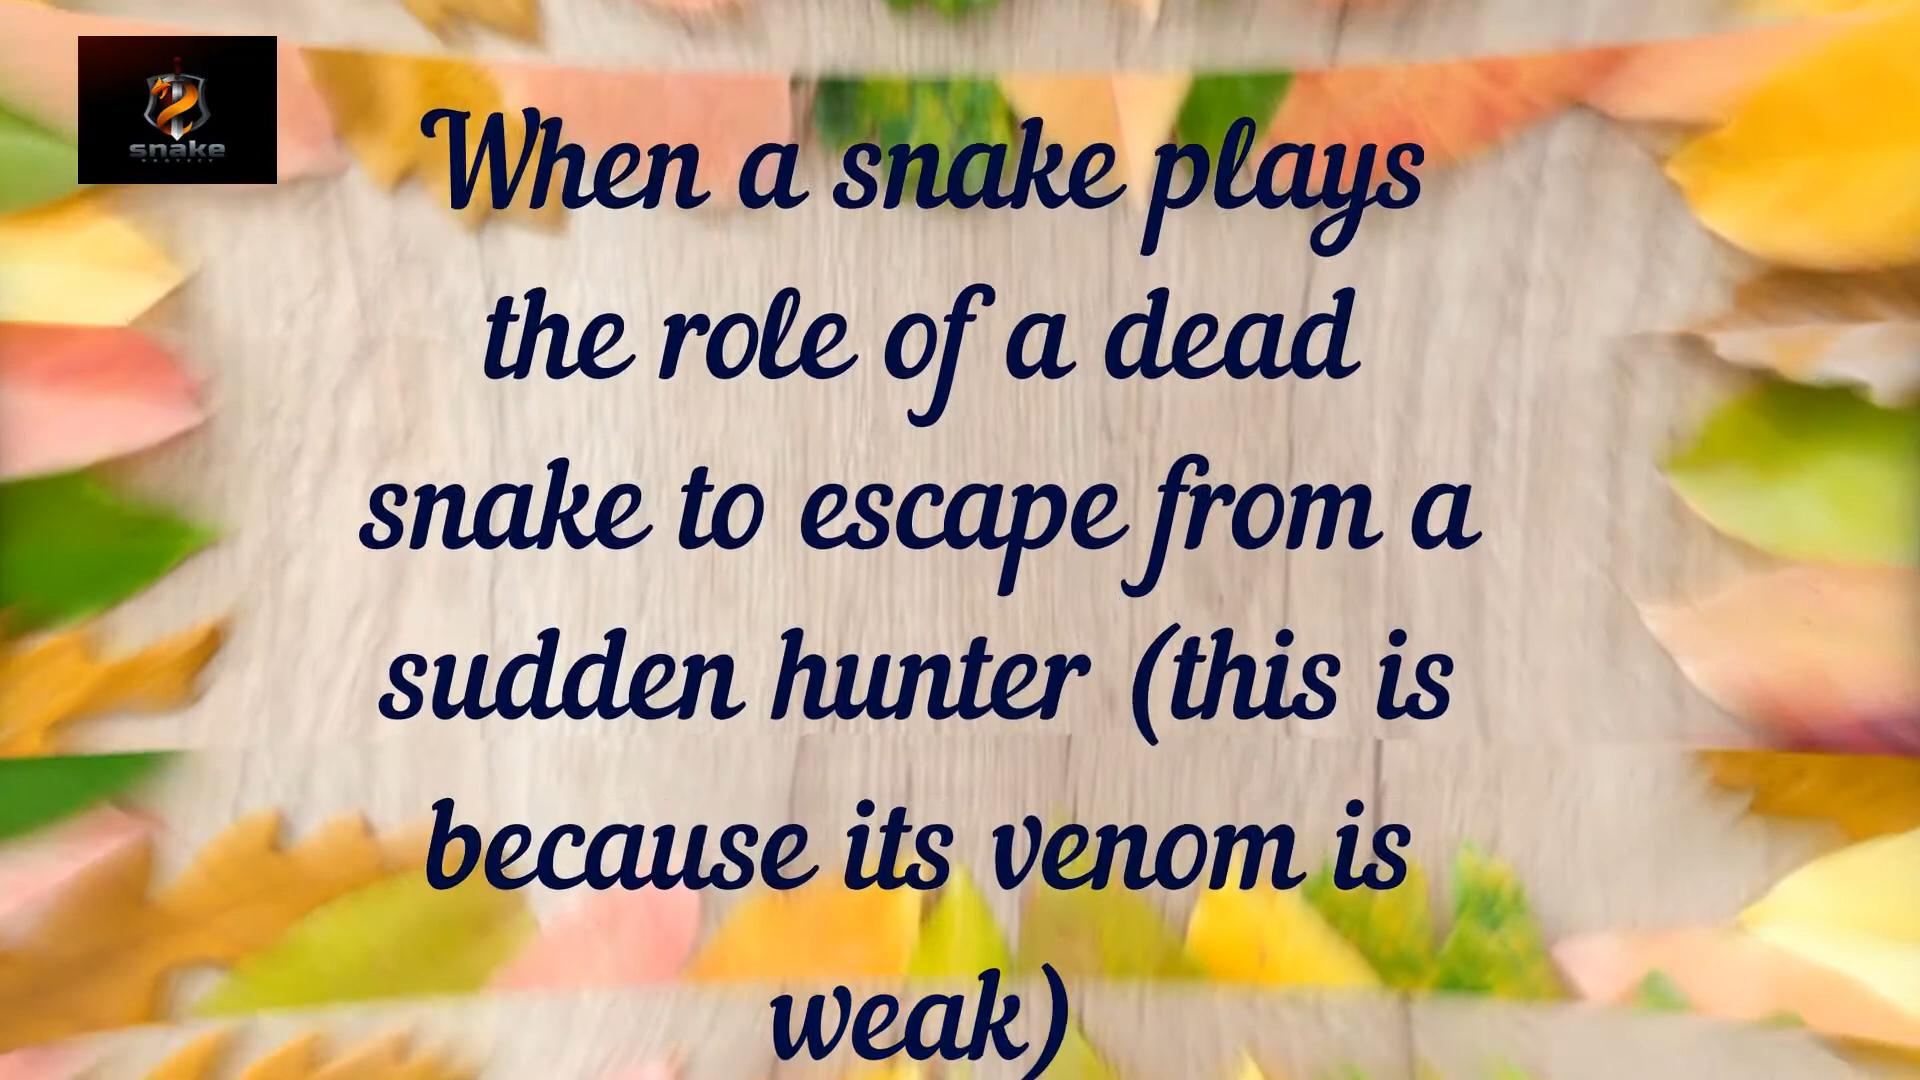 snake
When a snake plays
the role of a dead
snake to escape from a
sudden hunter (this is
because its venom is
weak)